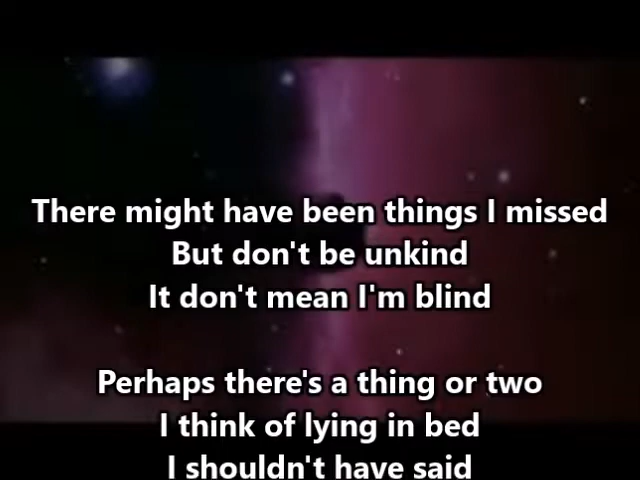 There might have been things I missed
But don't be unkind
It don't mean I'm blind
Perhaps there's a thing or two
I think of lying in bed
I shouldn't have said